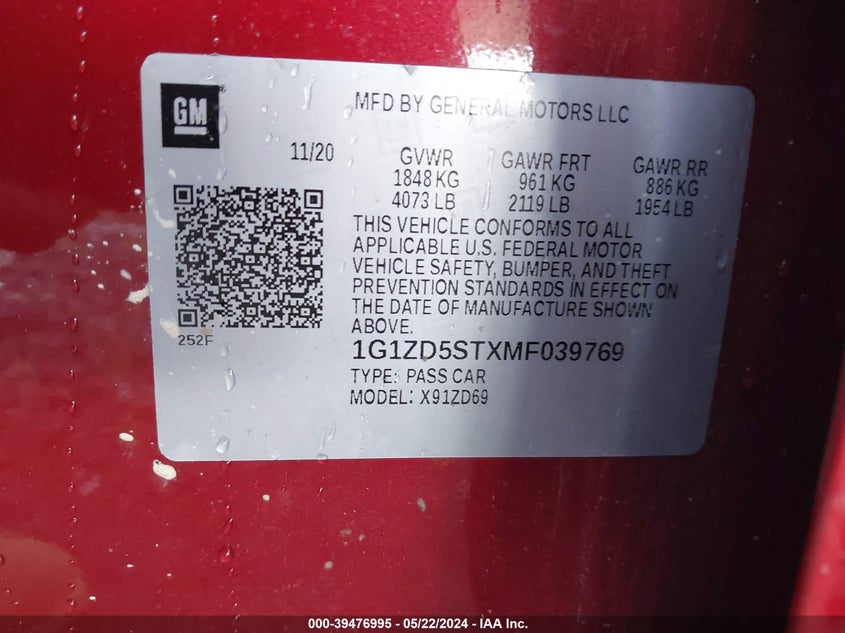 GM
MFD BY GENERAL MOTORS LLC
11/20 GVWR GAWR FRT GAWR RR
1848 KG 961 KG 886 KG
4073 LB 2119 LB 1954 LB
THIS VEHICLE CONFORMS TO ALL
APPLICABLE U.S. FEDERAL MOTOR
VEHICLE SAFETY, BUMPER, AND THEFT
PREVENTION STANDARDS IN EFFECT ON
THE DATE OF MANUFACTURE SHOWN
ABOVE.
252F
1G1ZD5STXMF039769
TYPE: PASS CAR
MODEL: X91ZD69
000-39476995 - 05/22/2024 - IAA Inc.